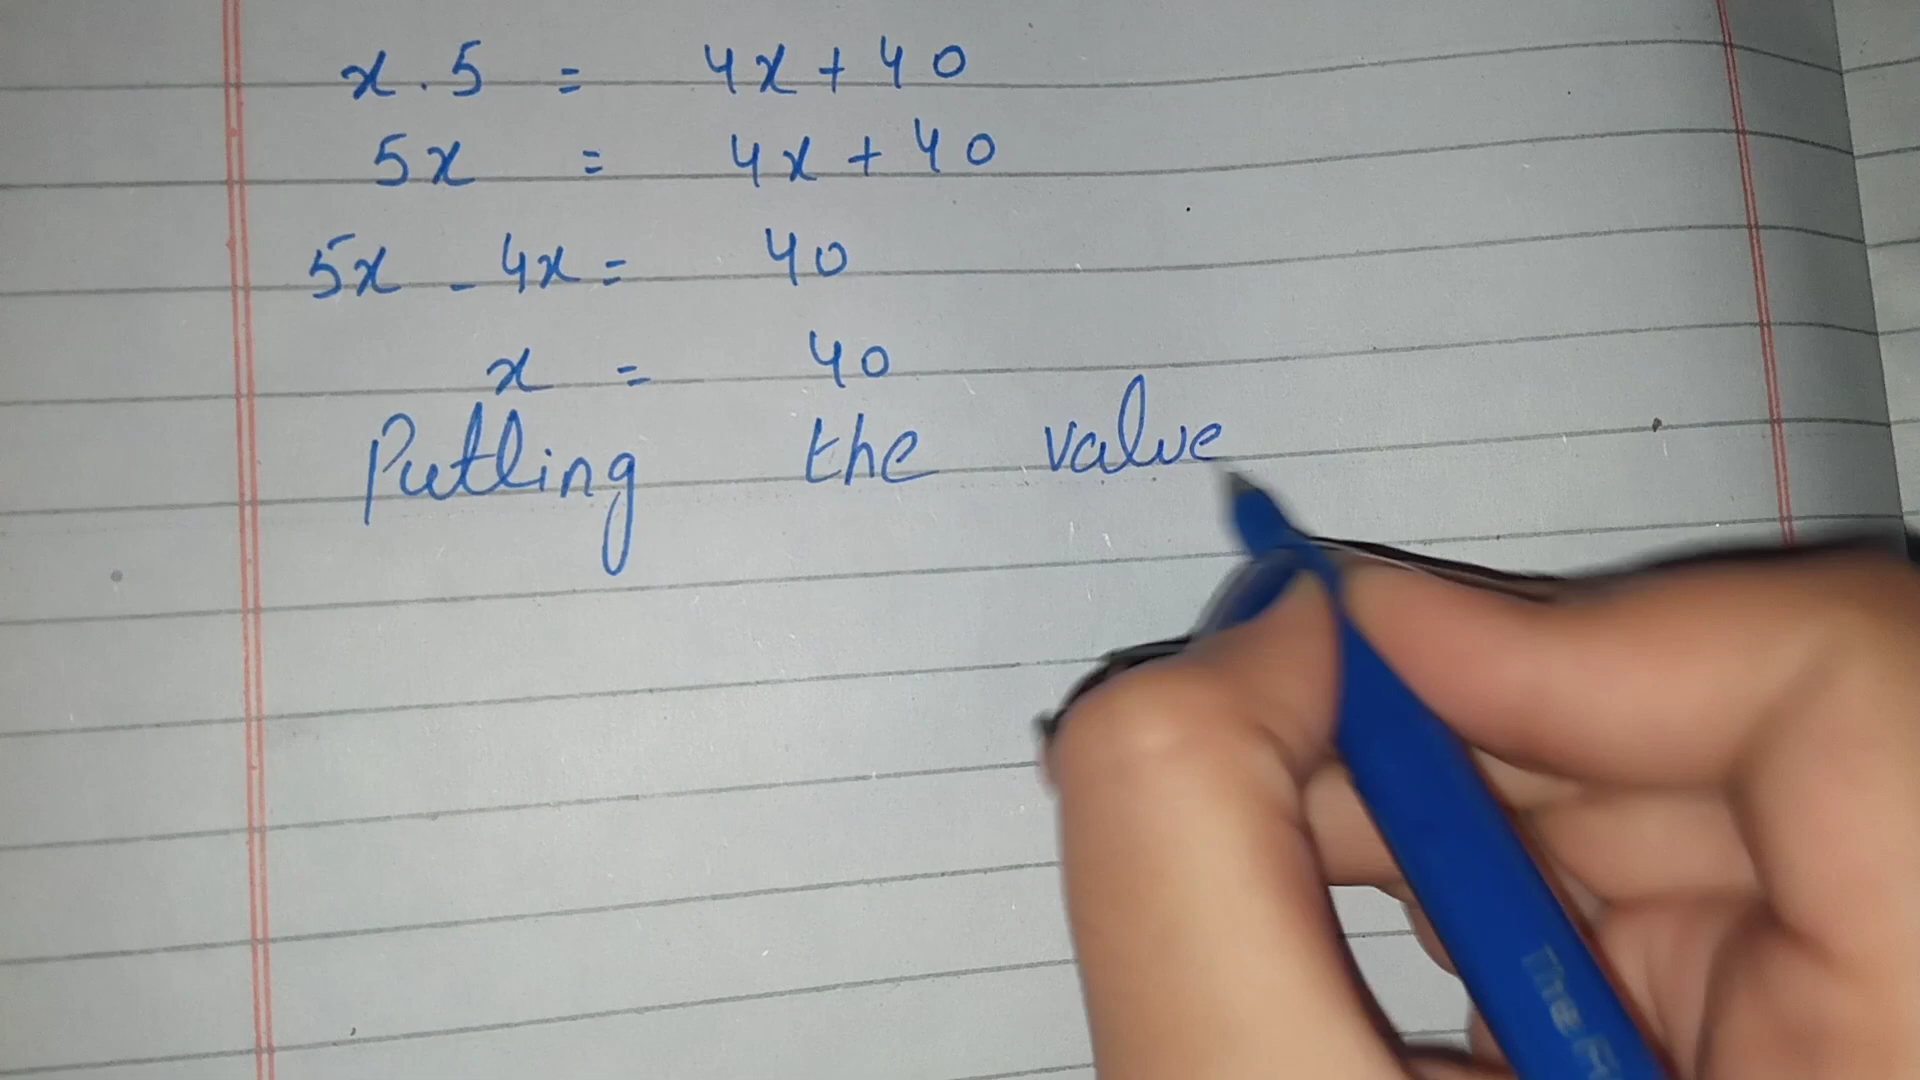 x . 5 = 4x + 40
5x = 4x + 40
5x - 4x = 40
x = 40
Putting the value